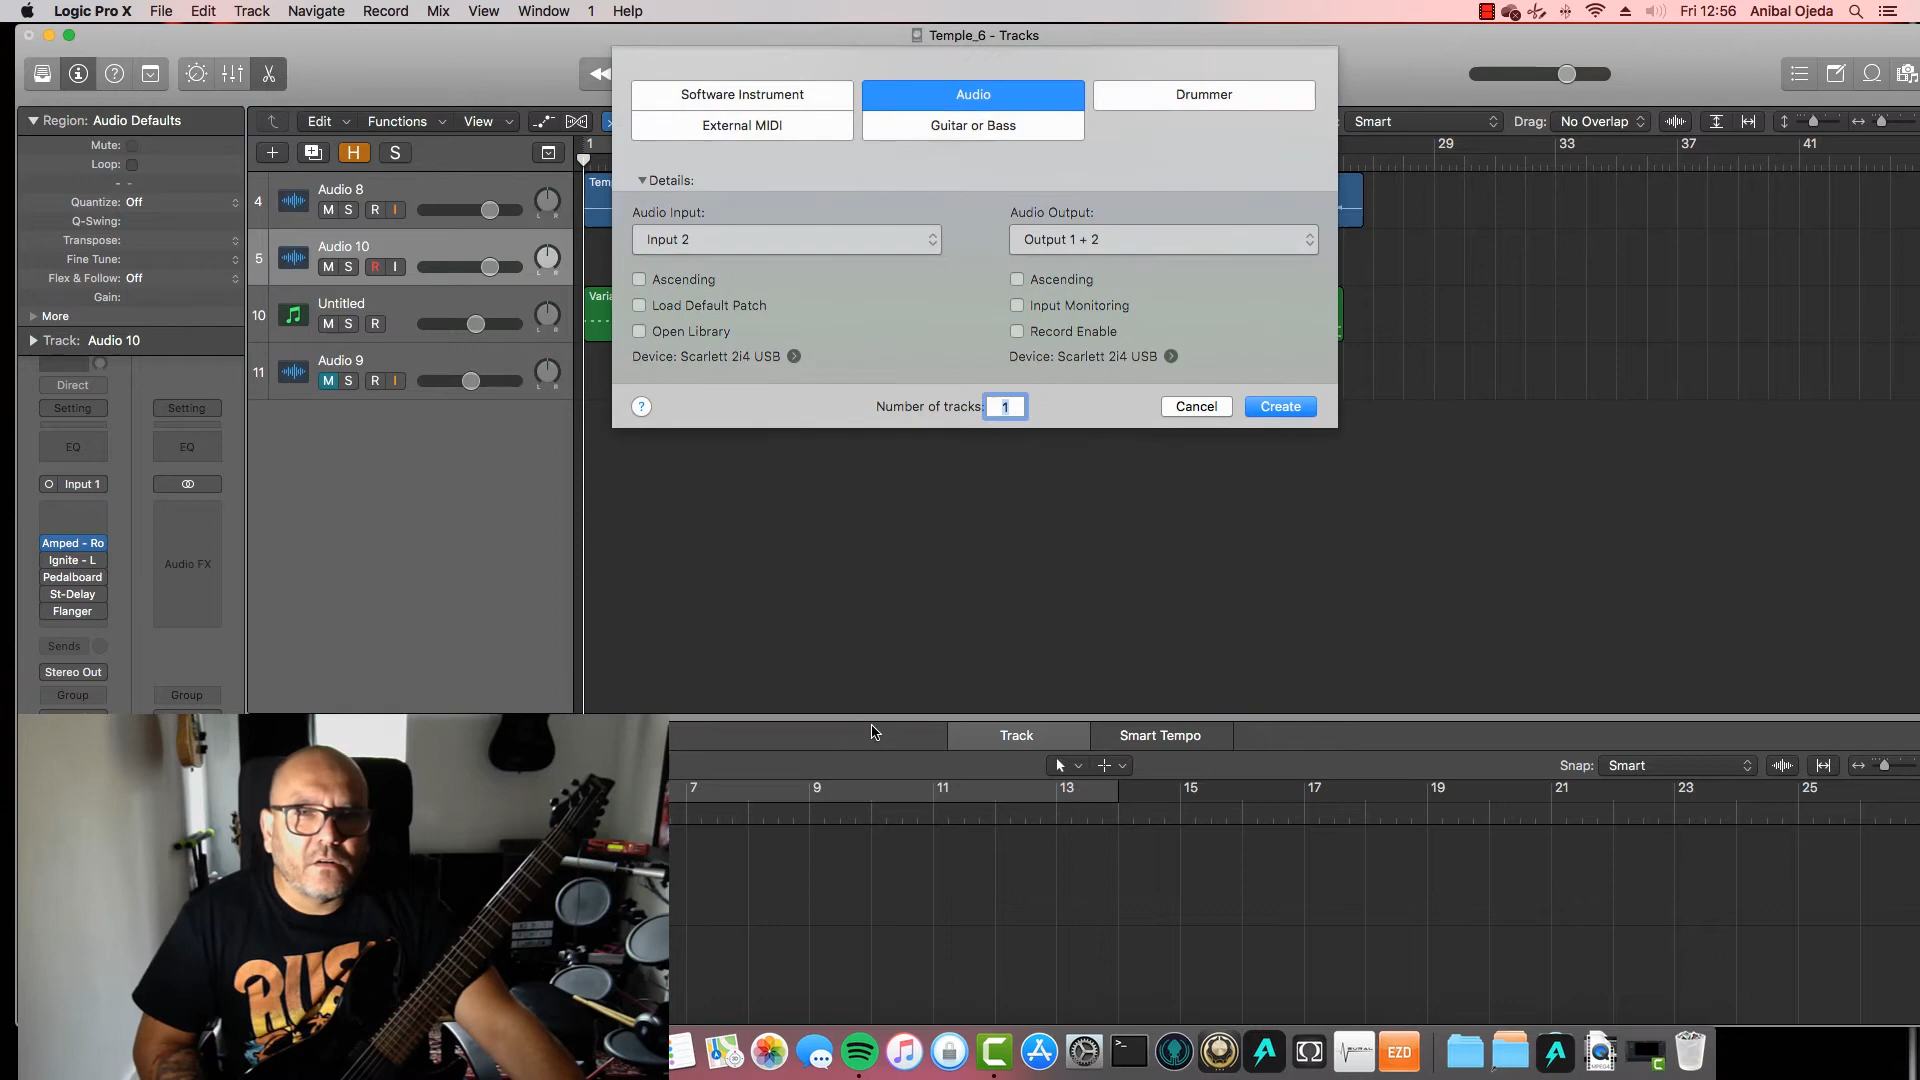 Logic Pro X File Edit Track Navigate Record Mix View Window 1 Help Fri 12:56 Anibal Ojeda
Temple_6 - Tracks
Software Instrument Audio Drummer
External MIDI Guitar or Bass
Region: Audio Defaults
Mute:
Loop:
Quantize: Off
Q-Swing:
Transpose:
Fine Tune:
Flex & Follow: Off
Gain:
More
Track: Audio 10
Direct
Setting Setting
EQ EQ
Input 1
Amped - Ro
Ignite - L
Pedalboard
St-Delay
Flanger
Audio FX
Sends
Stereo Out
Group Group
Edit Functions View
Smart Drag: No Overlap
H S
1 29 33 37 41
4 Audio 8
M S R I
5 Audio 10
M S R I
10 Untitled
M S R
11 Audio 9
M S R I
Tem
Varia
Details:
Audio Input: Audio Output:
Input 2 Output 1 + 2
Ascending Ascending
Load Default Patch Input Monitoring
Open Library Record Enable
Device: Scarlett 2i4 USB Device: Scarlett 2i4 USB
? Number of tracks: 1 Cancel Create
Track Smart Tempo
Snap: Smart
7 9 11 13 15 17 19 21 23 25
EZD